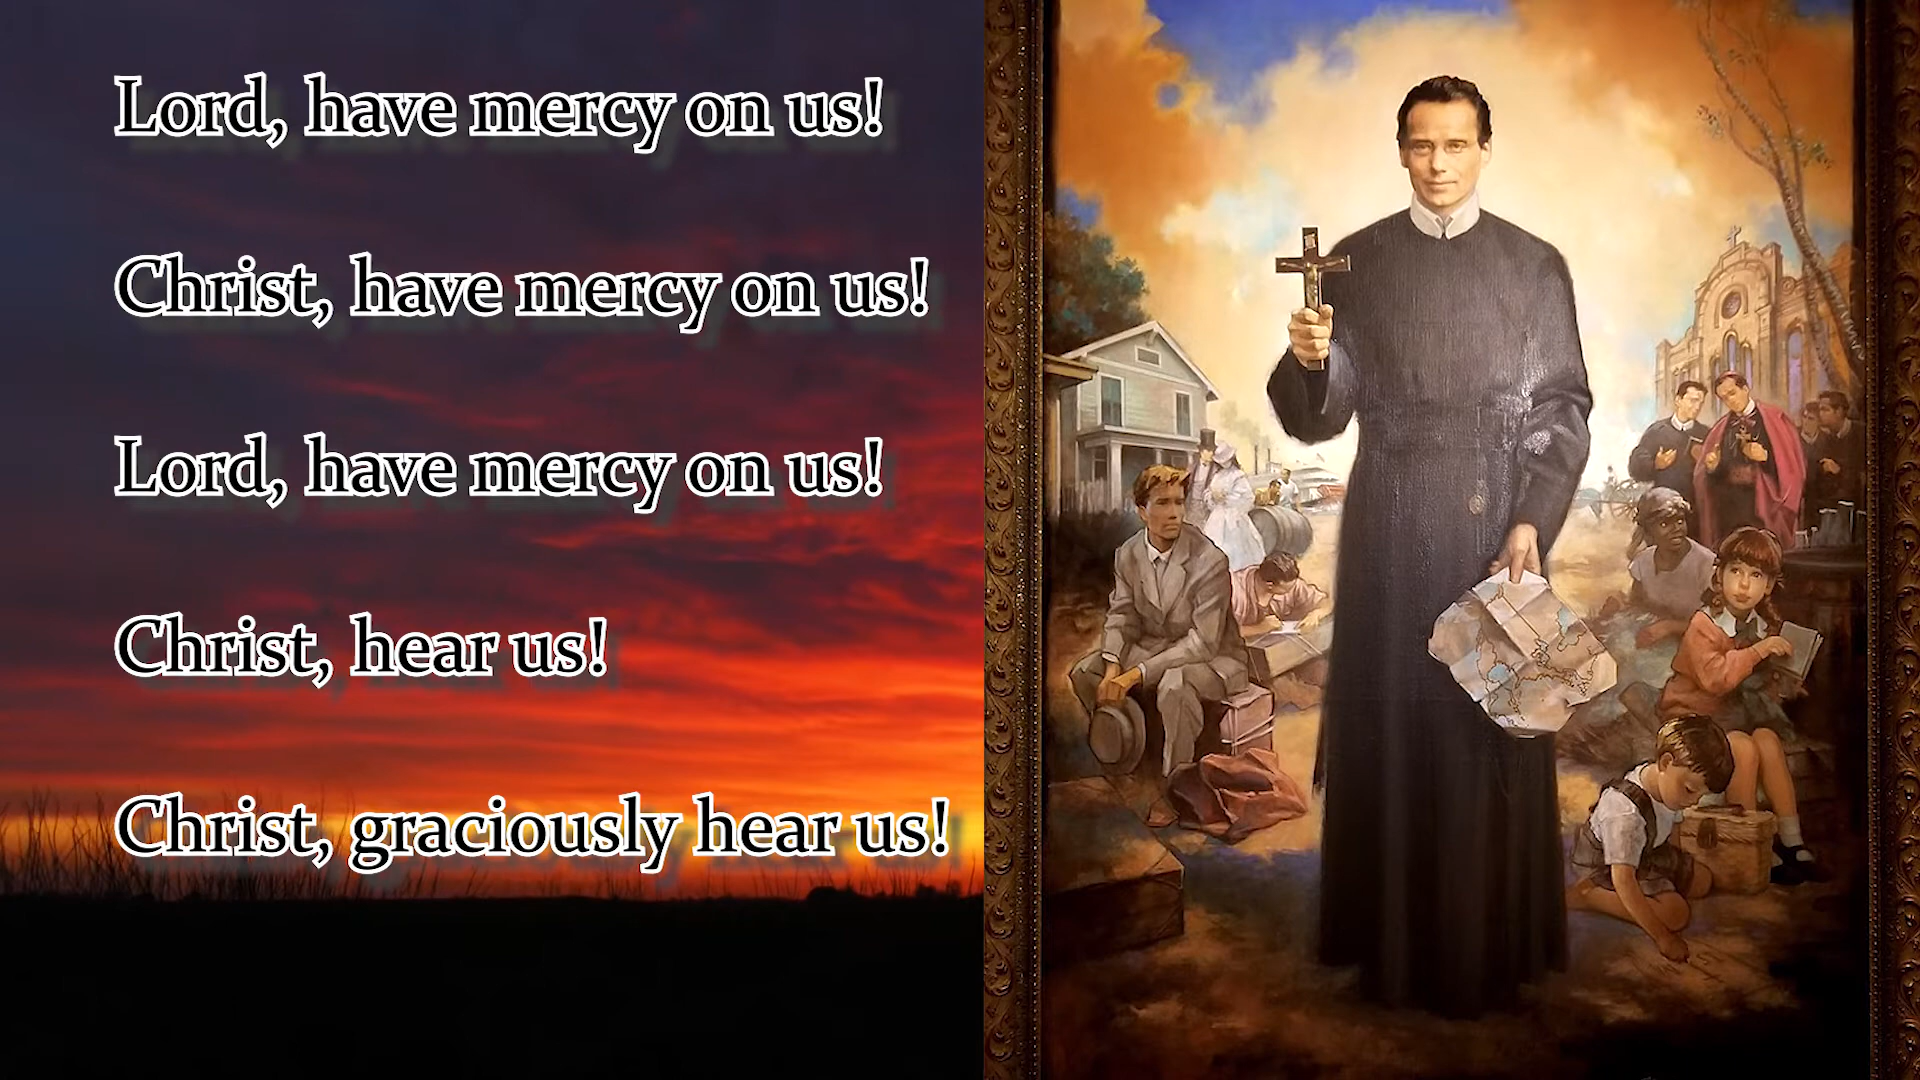 Lord, have mercy on us!
Christ, have mercy on us!
Lord, have mercy on us!
Christ, hear us!
Christ, graciously hear us!